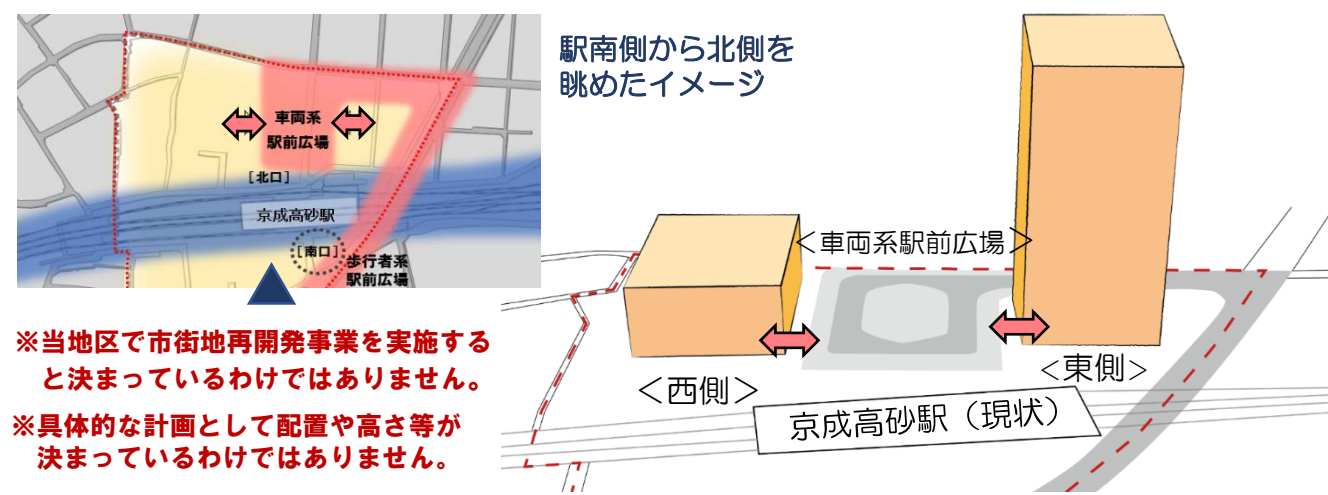 車両系
駅前広場
[北口]
京成高砂駅
[南口]
歩行者系
駅前広場
※当地区で市街地再開発事業を実施する
と決まっているわけではありません。
※具体的な計画として配置や高さ等が
決まっているわけではありません。
駅南側から北側を
眺めたイメージ
＜車両系駅前広場＞
＜西側＞
＜東側＞
京成高砂駅（現状）